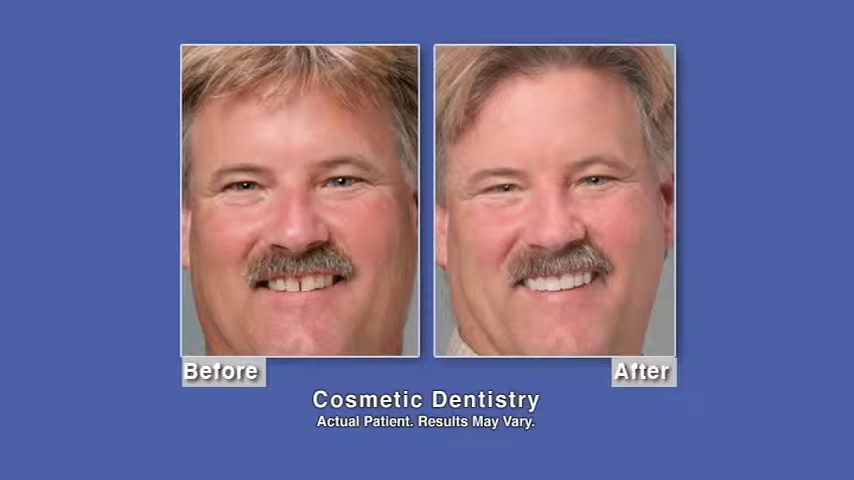 Before
After
Cosmetic Dentistry
Actual Patient. Results May Vary.